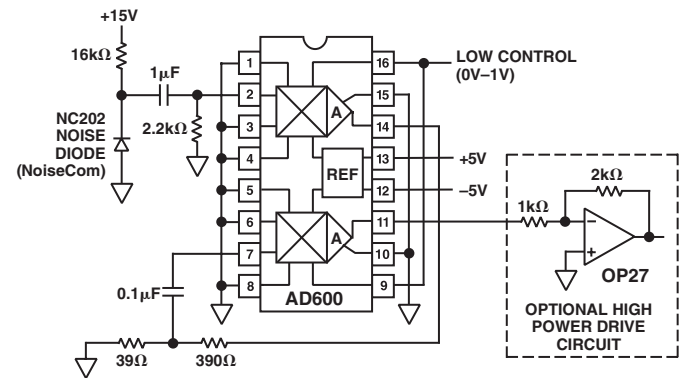 +15V
16kΩ
1μF
NC202
NOISE
DIODE
(NoiseCom)
2.2kΩ
1
2
3
4
5
6
7
8
16
15
14
13
12
11
10
9
A
REF
A
AD600
LOW CONTROL
(0V–1V)
+5V
–5V
0.1μF
39Ω
390Ω
1kΩ
2kΩ
–
+
OP27
OPTIONAL HIGH
POWER DRIVE
CIRCUIT